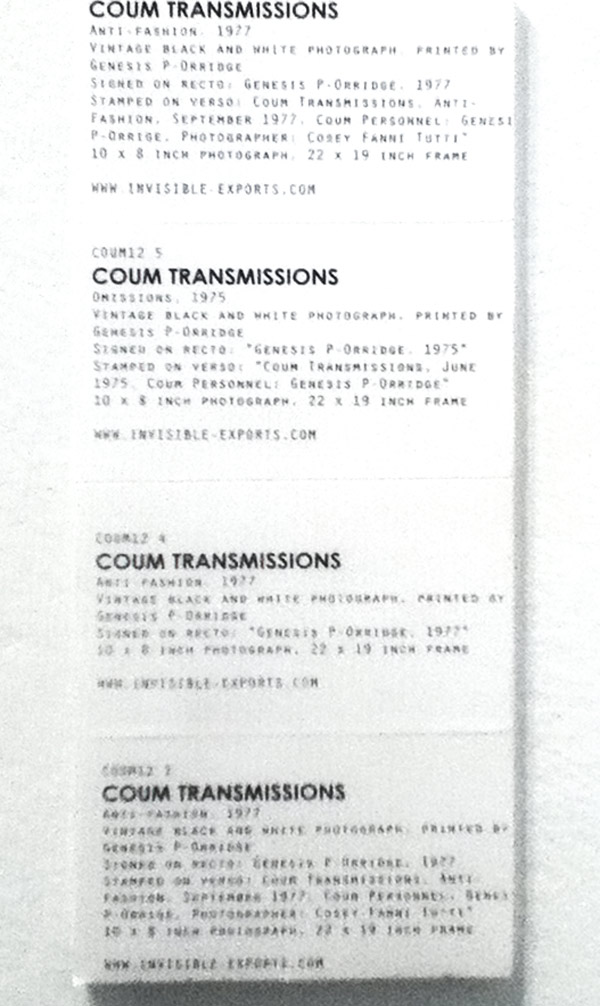 COUM TRANSMISSIONS
ANTI-FASHION, 1977
VINTAGE BLACK AND WHITE PHOTOGRAPH, PRINTED BY
GENESIS P-ORRIDGE
SIGNED ON RECTO: GENESIS P-ORRIDGE, 1977
STAMPED ON VERSO: COUM TRANSMISSIONS, ANTI-
FASHION, SEPTEMBER 1977, COUM PERSONNEL: GENESI
P-ORRIGE, PHOTOGRAPHER: COSEY FANNI TUTTI"
10 X 8 INCH PHOTOGRAPH, 22 X 19 INCH FRAME
WWW.INVISIBLE-EXPORTS.COM
COUM12 5
COUM TRANSMISSIONS
OMISSIONS, 1975
VINTAGE BLACK AND WHITE PHOTOGRAPH, PRINTED BY
GENESIS P-ORRIDGE
SIGNED ON RECTO: "GENESIS P-ORRIDGE, 1975"
STAMPED ON VERSO: "COUM TRANSMISSIONS, JUNE
1975, COUM PERSONNEL: GENESIS P-ORRIDGE"
10 X 8 INCH PHOTOGRAPH, 22 X 19 INCH FRAME
WWW.INVISIBLE-EXPORTS.COM
COUM12 4
COUM TRANSMISSIONS
ANTI-FASHION, 1977
VINTAGE BLACK AND WHITE PHOTOGRAPH, PRINTED BY
GENESIS P-ORRIDGE
SIGNED ON RECTO: "GENESIS P-ORRIDGE, 1977"
10 X 8 INCH PHOTOGRAPH, 22 X 19 INCH FRAME
WWW.INVISIBLE-EXPORTS.COM
COUM12
COUM TRANSMISSIONS
ANTI-FASHION, 1977
VINTAGE BLACK AND WHITE PHOTOGRAPH, PRINTED BY
GENESIS P-ORRIDGE
SIGNED ON RECTO: GENESIS P-ORRIDGE, 1977
STAMPED ON VERSO: COUM TRANSMISSIONS, ANTI-
FASHION, SEPTEMBER 1977, COUM PERSONNEL: GENESI
P-ORRIGE, PHOTOGRAPHER: COSEY FANNI TUTTI"
10 X 8 INCH PHOTOGRAPH, 22 X 19 INCH FRAME
WWW.INVISIBLE-EXPORTS.COM